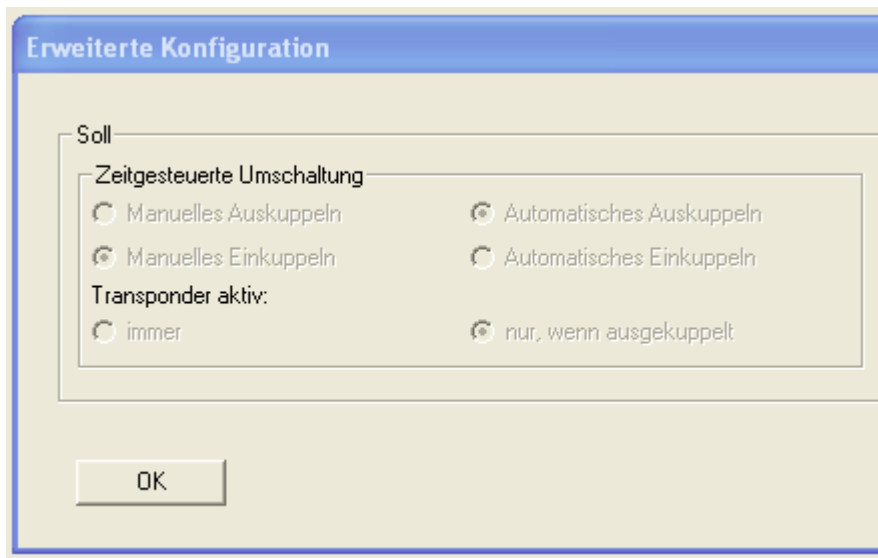 Erweiterte Konfiguration
Soll
Zeitgesteuerte Umschaltung
Manuelles Auskuppeln Automatisches Auskuppeln
Manuelles Einkuppeln Automatisches Einkuppeln
Transponder aktiv:
immer nur, wenn ausgekuppelt
OK